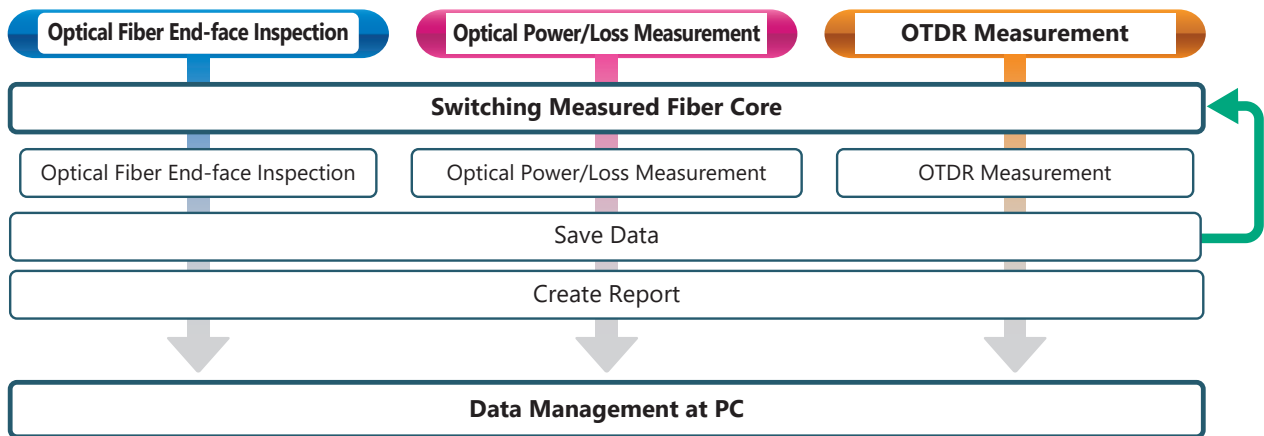 Optical Fiber End-face Inspection
Optical Power/Loss Measurement
OTDR Measurement
Switching Measured Fiber Core
Optical Fiber End-face Inspection
Optical Power/Loss Measurement
OTDR Measurement
Save Data
Create Report
Data Management at PC